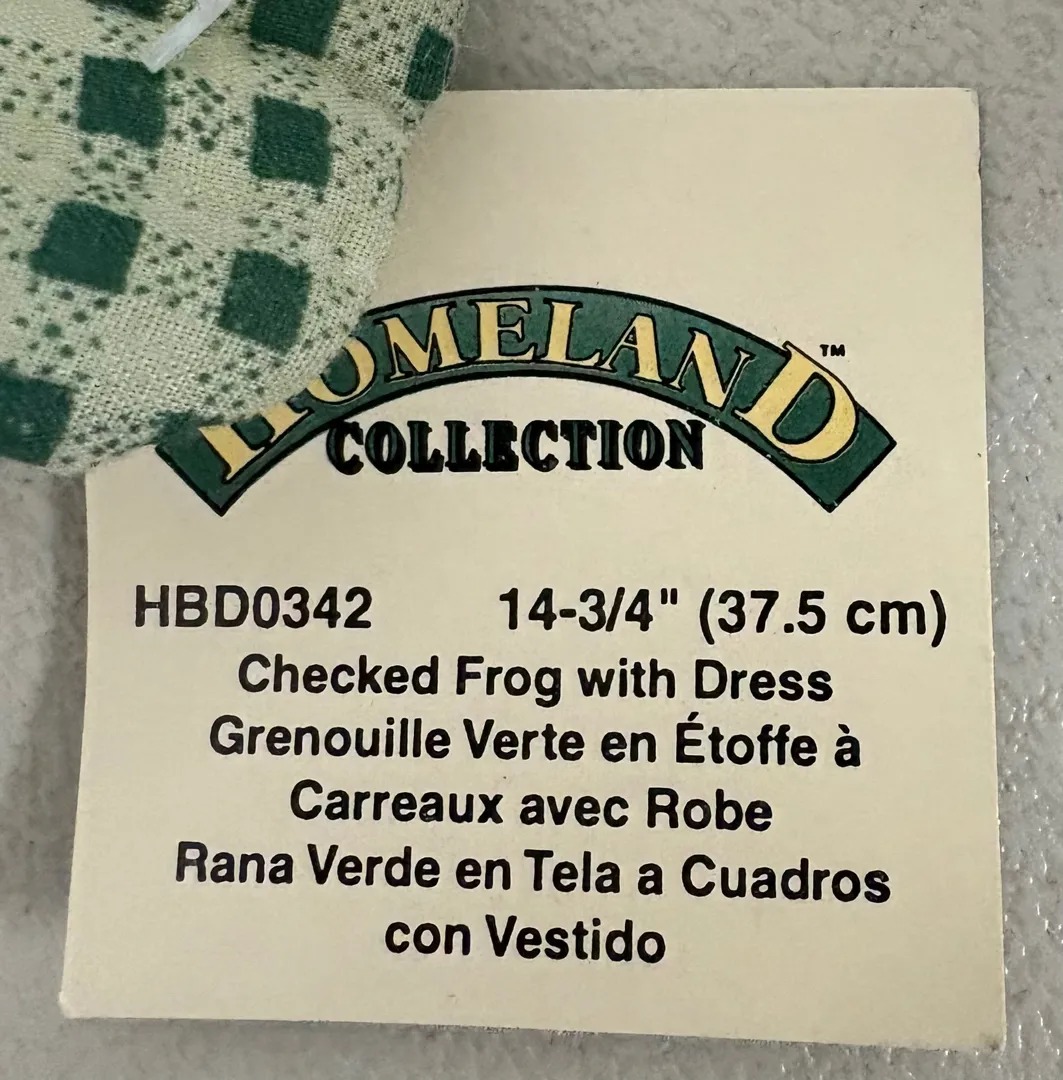 HOMELAND™
COLLECTION
HBD0342 14-3/4" (37.5 cm)
Checked Frog with Dress
Grenouille Verte en Étoffe à
Carreaux avec Robe
Rana Verde en Tela a Cuadros
con Vestido